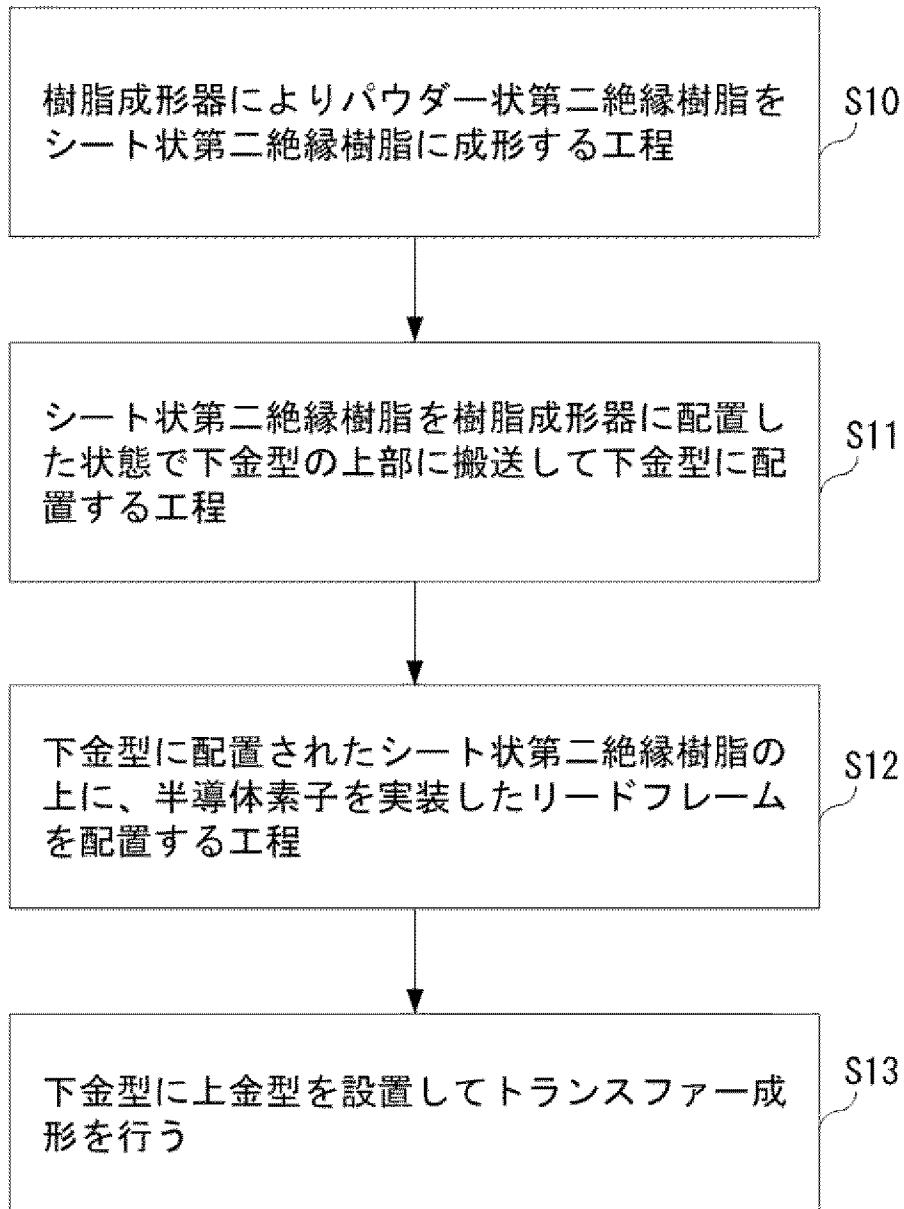 樹脂成形器によりパウダー状第二絶縁樹脂を
シート状第二絶縁樹脂に成形する工程
S10
シート状第二絶縁樹脂を樹脂成形器に配置し
た状態で下金型の上部に搬送して下金型に配
置する工程
S11
下金型に配置されたシート状第二絶縁樹脂の
上に、半導体素子を実装したリードフレーム
を配置する工程
S12
下金型に上金型を設置してトランスファー成
形を行う
S13